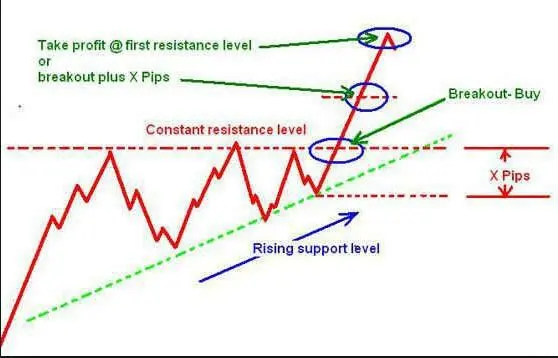 Take profit @ first resistance level
or
breakout plus X Pips
Breakout- Buy
Constant resistance level
X Pips
Rising support level